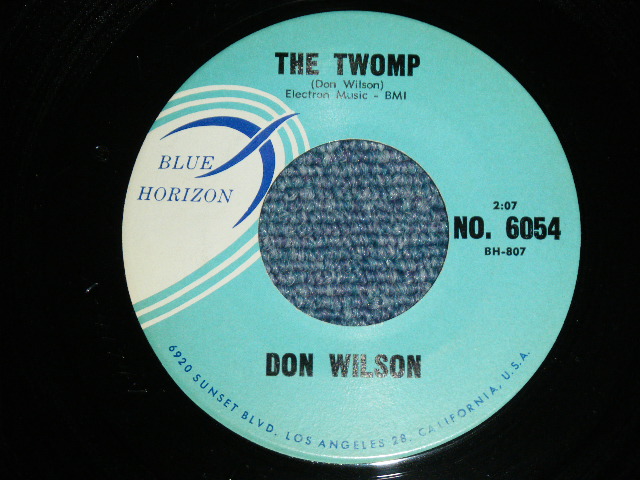 THE TWOMP
(Don Wilson)
Electron Music - BMI
BLUE
HORIZON
2:07
NO. 6054
BH-807
DON WILSON
6920 SUNSET BLVD. LOS ANGELES 28, CALIFORNIA, U.S.A.